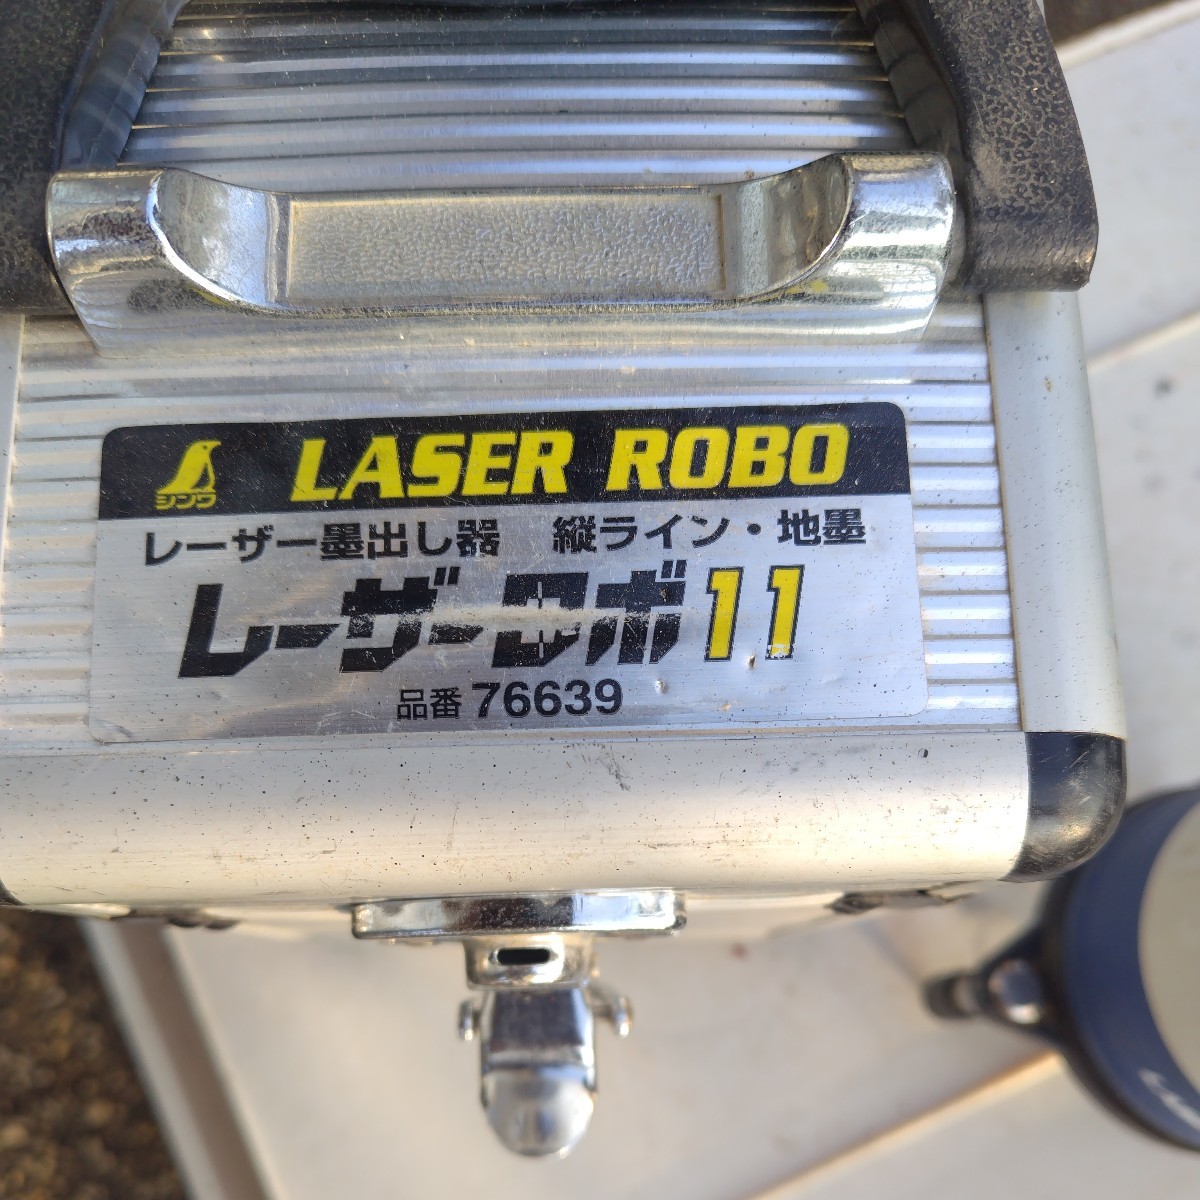 シンワ LASER ROBO
レーザー墨出し器 縦ライン・地墨
レーザーロボ11
品番 76639